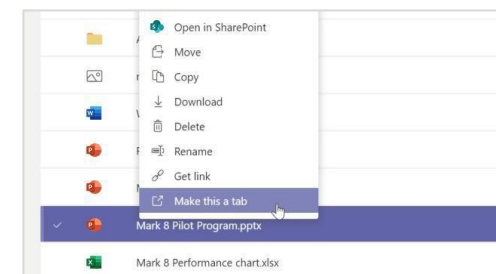 Open in SharePoint
Move
Copy
Download
Delete
Rename
Get link
Make this a tab
Mark 8 Pilot Program.pptx
Mark 8 Performance chart.xlsx